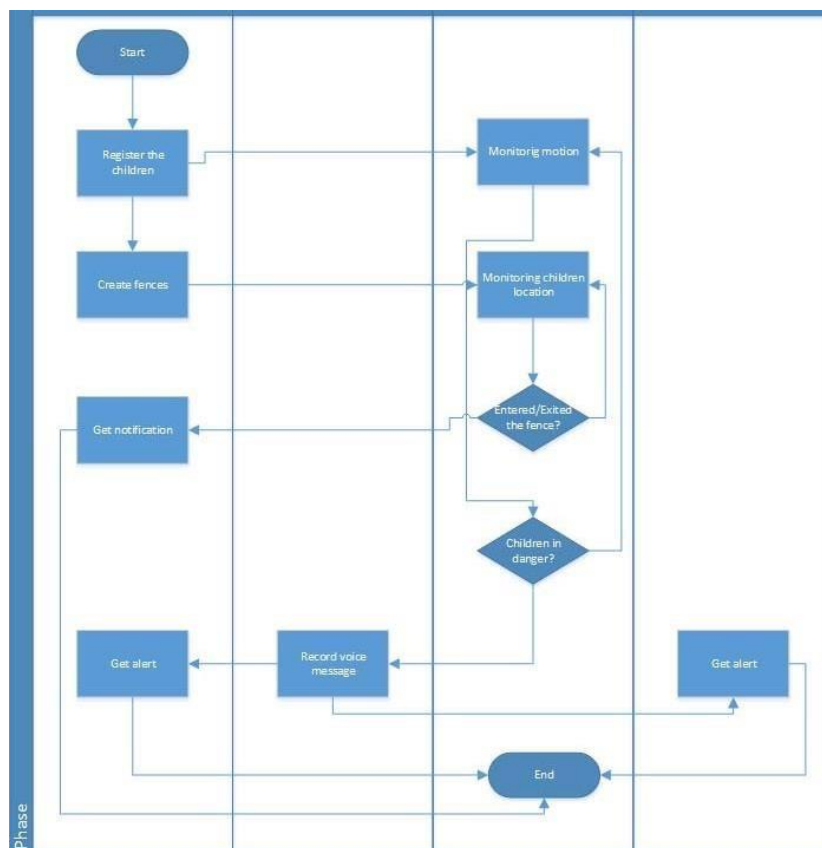 Start
Register the
children
Monitorig motion
Create fences
Monitoring children
location
Entered/Exited
the fence?
Get notification
Children in
danger?
Get alert
Record voice
message
Get alert
End
Phase